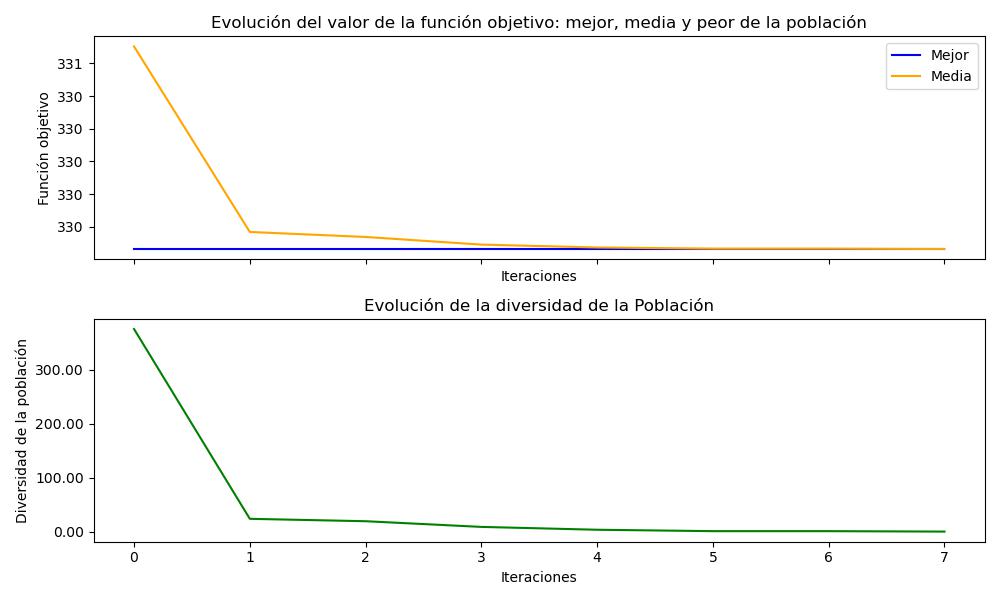 Evolución del valor de la función objetivo: mejor, media y peor de la población
Mejor
Media
331
330
330
330
330
330
Función objetivo
Iteraciones
Evolución de la diversidad de la Población
300.00
200.00
100.00
0.00
Diversidad de la población
0 1 2 3 4 5 6 7
Iteraciones